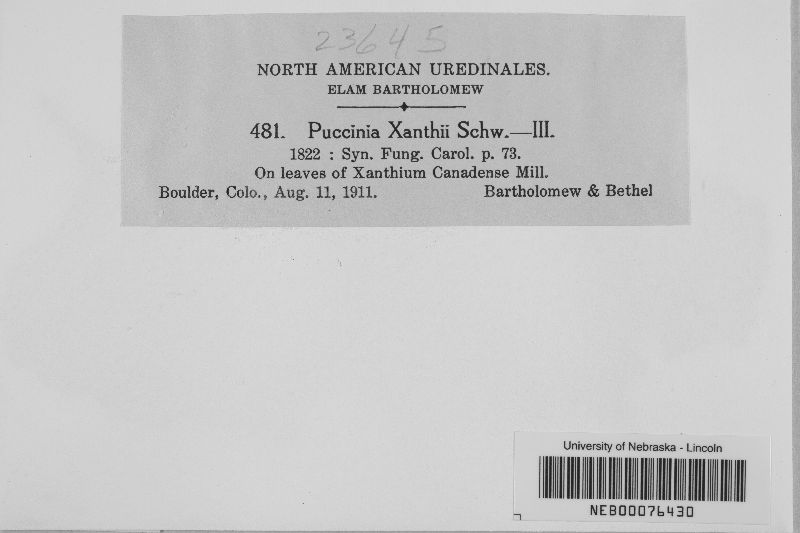 23645
NORTH AMERICAN UREDINALES.
ELAM BARTHOLOMEW
481. Puccinia Xanthii Schw.—III.
1822 : Syn. Fung. Carol. p. 73.
On leaves of Xanthium Canadense Mill.
Boulder, Colo., Aug. 11, 1911. Bartholomew & Bethel
University of Nebraska - Lincoln
NEB00076430